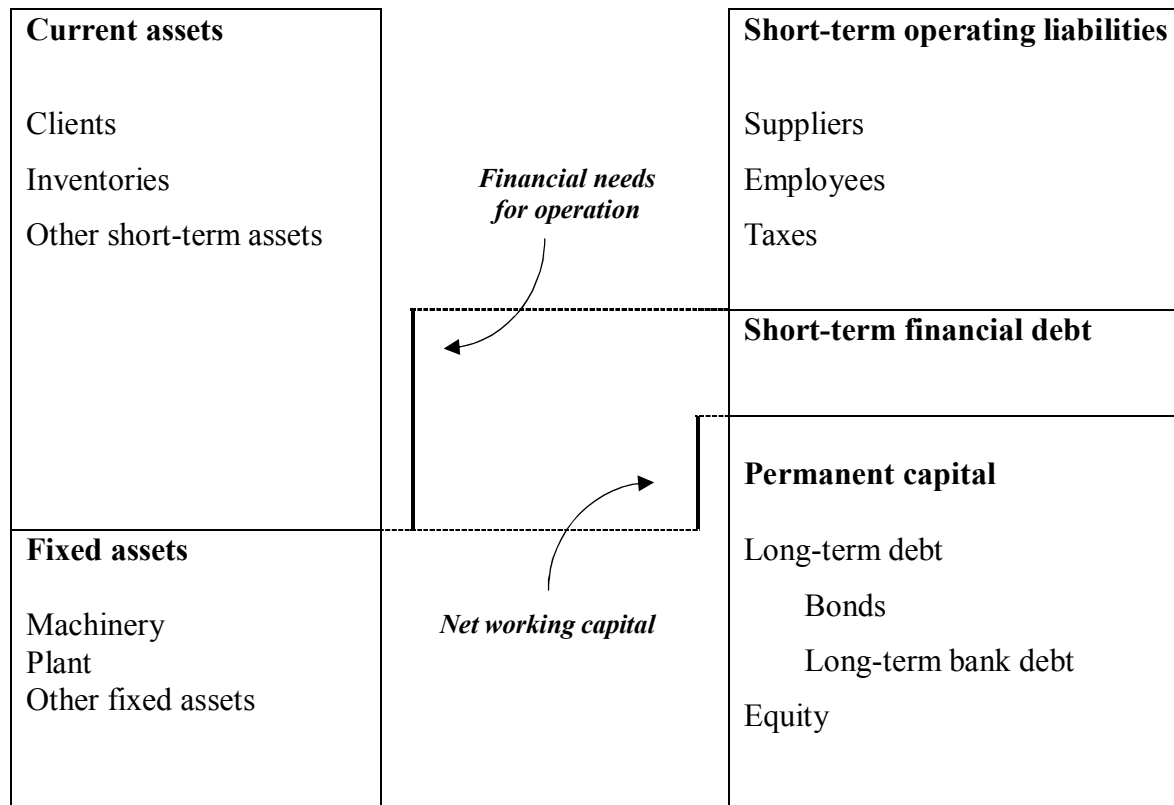 Current assets
Clients
Inventories
Other short-term assets
Fixed assets
Machinery
Plant
Other fixed assets
Financial needs
for operation
Net working capital
Short-term operating liabilities
Suppliers
Employees
Taxes
Short-term financial debt
Permanent capital
Long-term debt
Bonds
Long-term bank debt
Equity